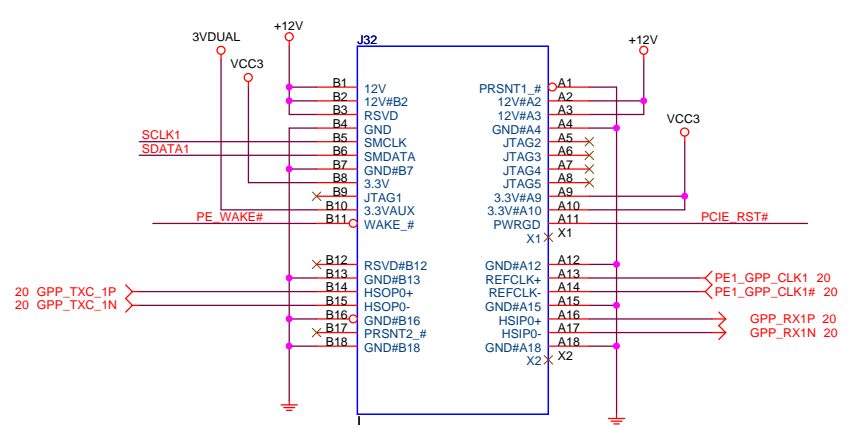 +12V
3VDUAL
VCC3
J32
+12V
VCC3
B1 12V PRSNT1_# A1
B2 12V#B2 12V#A2 A2
B3 RSVD 12V#A3 A3
B4 GND GND#A4 A4
SCLK1 B5 SMCLK JTAG2 A5
SDATA1 B6 SMDATA JTAG3 A6
B7 GND#B7 JTAG4 A7
B8 3.3V JTAG5 A8
B9 JTAG1 3.3V#A9 A9
B10 3.3VAUX 3.3V#A10 A10
PE_WAKE# B11 WAKE_# PWRGD A11 PCIE_RST#
X1 X1
B12 RSVD#B12 GND#A12 A12
B13 GND#B13 REFCLK+ A13 PE1_GPP_CLK1 20
20 GPP_TXC_1P B14 HSOP0+ REFCLK- A14 PE1_GPP_CLK1# 20
20 GPP_TXC_1N B15 HSOP0- GND#A15 A15
B16 GND#B16 HSIP0+ A16 GPP_RX1P 20
B17 PRSNT2_# HSIP0- A17 GPP_RX1N 20
B18 GND#B18 GND#A18 A18
X2 X2